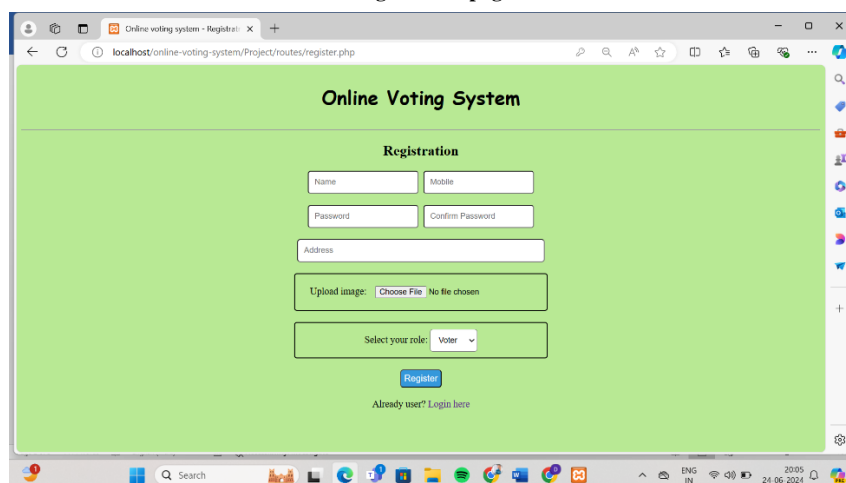 Online voting system - Registrati
localhost/online-voting-system/Project/routes/register.php
Online Voting System
Registration
Name Mobile
Password Confirm Password
Address
Upload image: Choose File No file chosen
Select your role: Voter
Register
Already user? Login here
Search
ENG
IN
20:05
24-06-2024